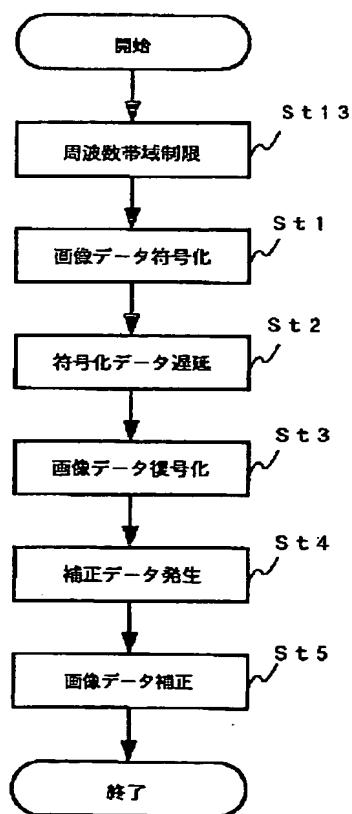 開始
St13
周波数帯域制限
St1
画像データ符号化
St2
符号化データ遅延
St3
画像データ復号化
St4
補正データ発生
St5
画像データ補正
終了